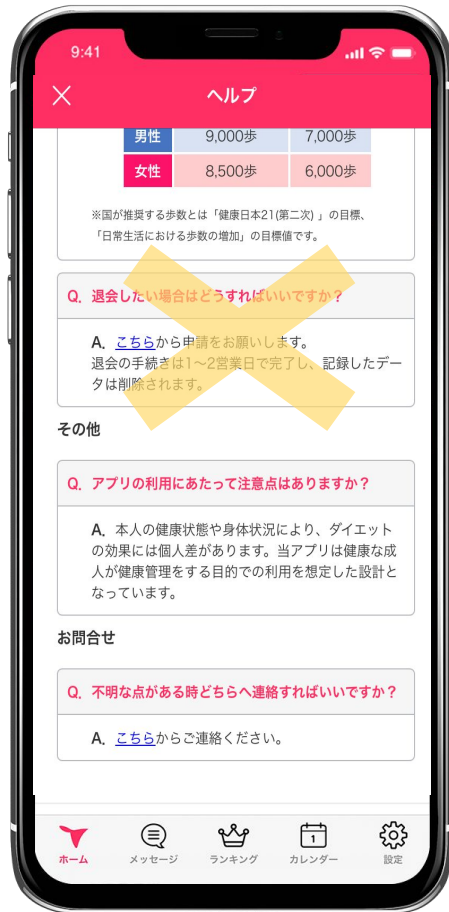 9:41
ヘルプ
男性 9,000歩 7,000歩
女性 8,500歩 6,000歩
※国が推奨する歩数とは「健康日本21(第二次) 」の目標、
「日常生活における歩数の増加」の目標値です。
Q. 退会したい場合はどうすればいいですか？
A. こちらから申請をお願いします。
退会の手続きは1〜2営業日で完了し、記録したデー
タは削除されます。
その他
Q. アプリの利用にあたって注意点はありますか？
A. 本人の健康状態や身体状況により、ダイエット
の効果には個人差があります。当アプリは健康な成
人が健康管理をする目的での利用を想定した設計と
なっています。
お問合せ
Q. 不明な点がある時どちらへ連絡すればいいですか？
A. こちらからご連絡ください。
1
ホーム メッセージ ランキング カレンダー 設定